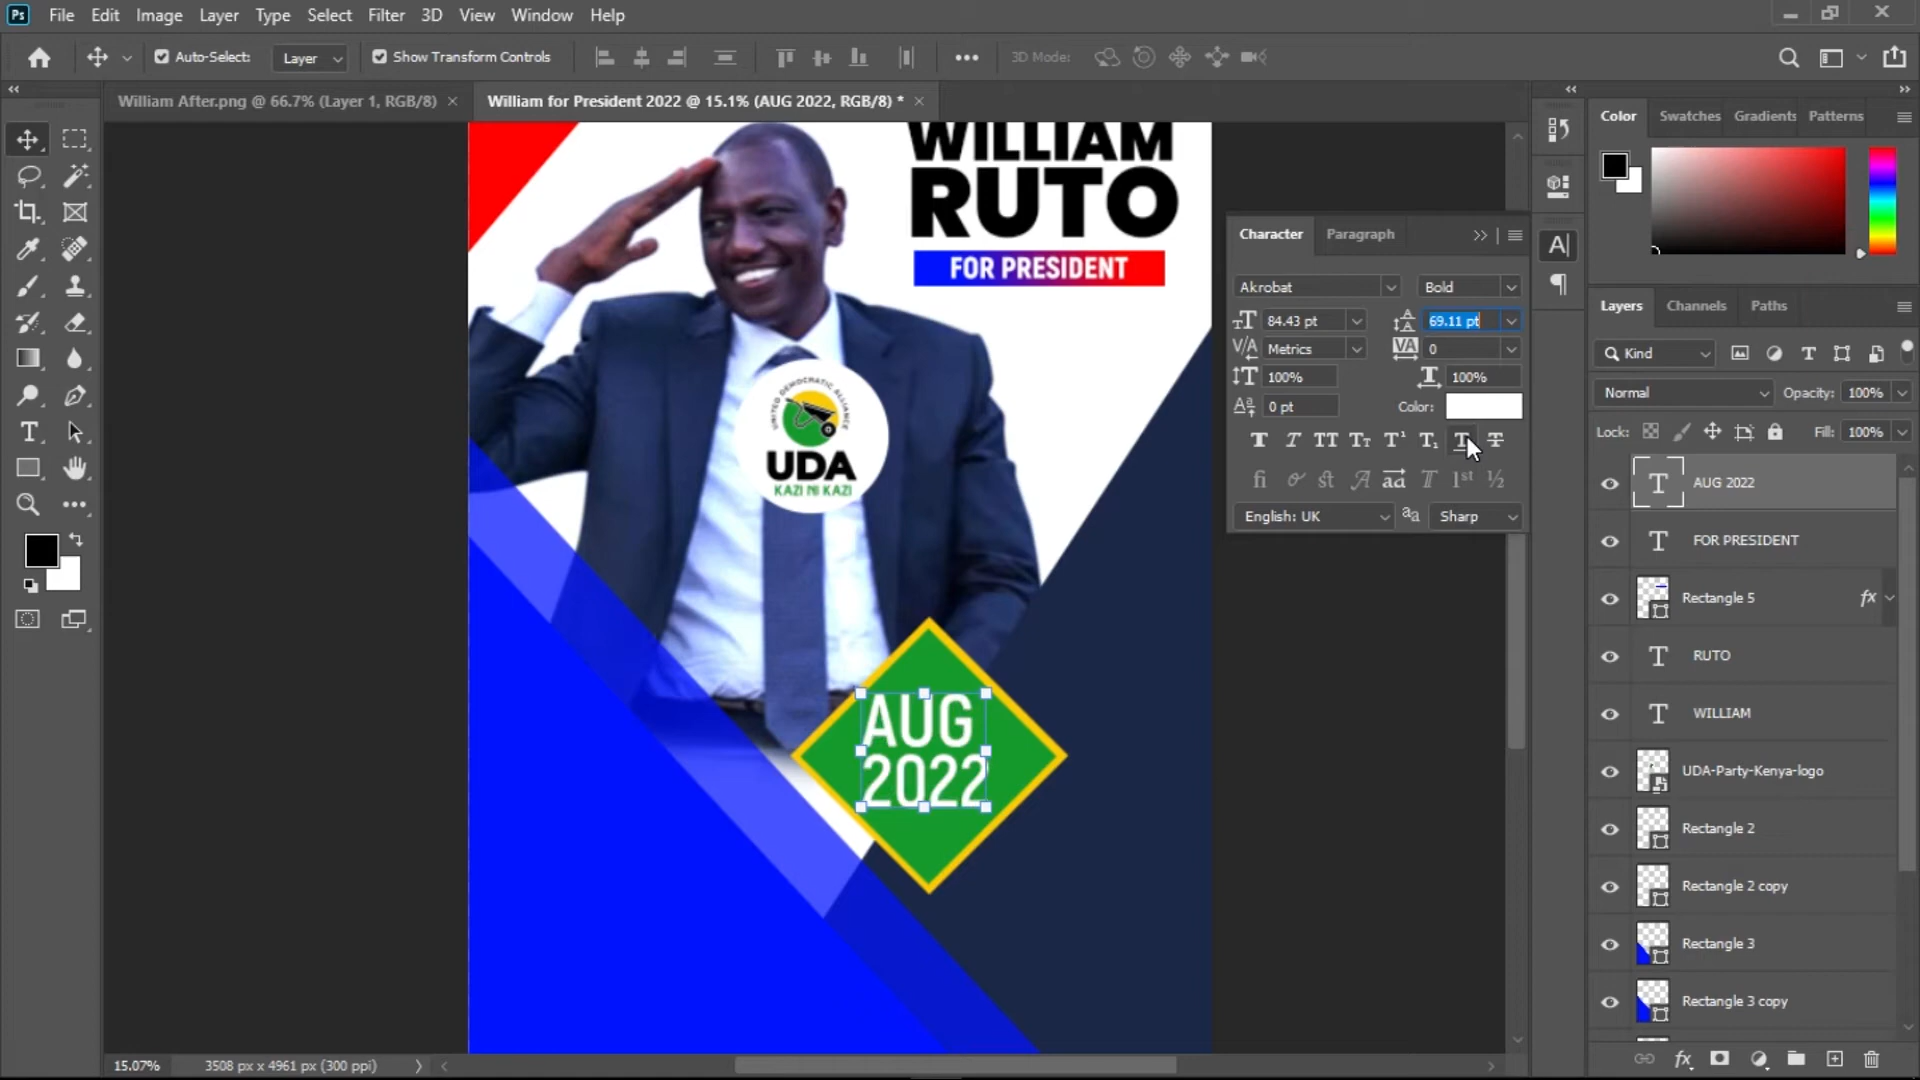 Ps File Edit Image Layer Type Select Filter 3D View Window Help
Auto-Select: Layer Show Transform Controls 3D Mode:
William After.png @ 66.7% (Layer 1, RGB/8) × William for President 2022 @ 15.1% (AUG 2022, RGB/8) * ×
WILLIAM
RUTO
FOR PRESIDENT
UNITED DEMOCRATIC ALLIANCE
UDA
KAZI NI KAZI
AUG
2022
Character Paragraph
Akrobat Bold
84.43 pt 69.11 pt
Metrics 0
100% 100%
0 pt Color:
English: UK Sharp
Color Swatches Gradients Patterns
Layers Channels Paths
Kind
Normal Opacity: 100%
Lock: Fill: 100%
AUG 2022
FOR PRESIDENT
Rectangle 5 fx
RUTO
WILLIAM
UDA-Party-Kenya-logo
Rectangle 2
Rectangle 2 copy
Rectangle 3
Rectangle 3 copy
15.07% 3508 px x 4961 px (300 ppi)